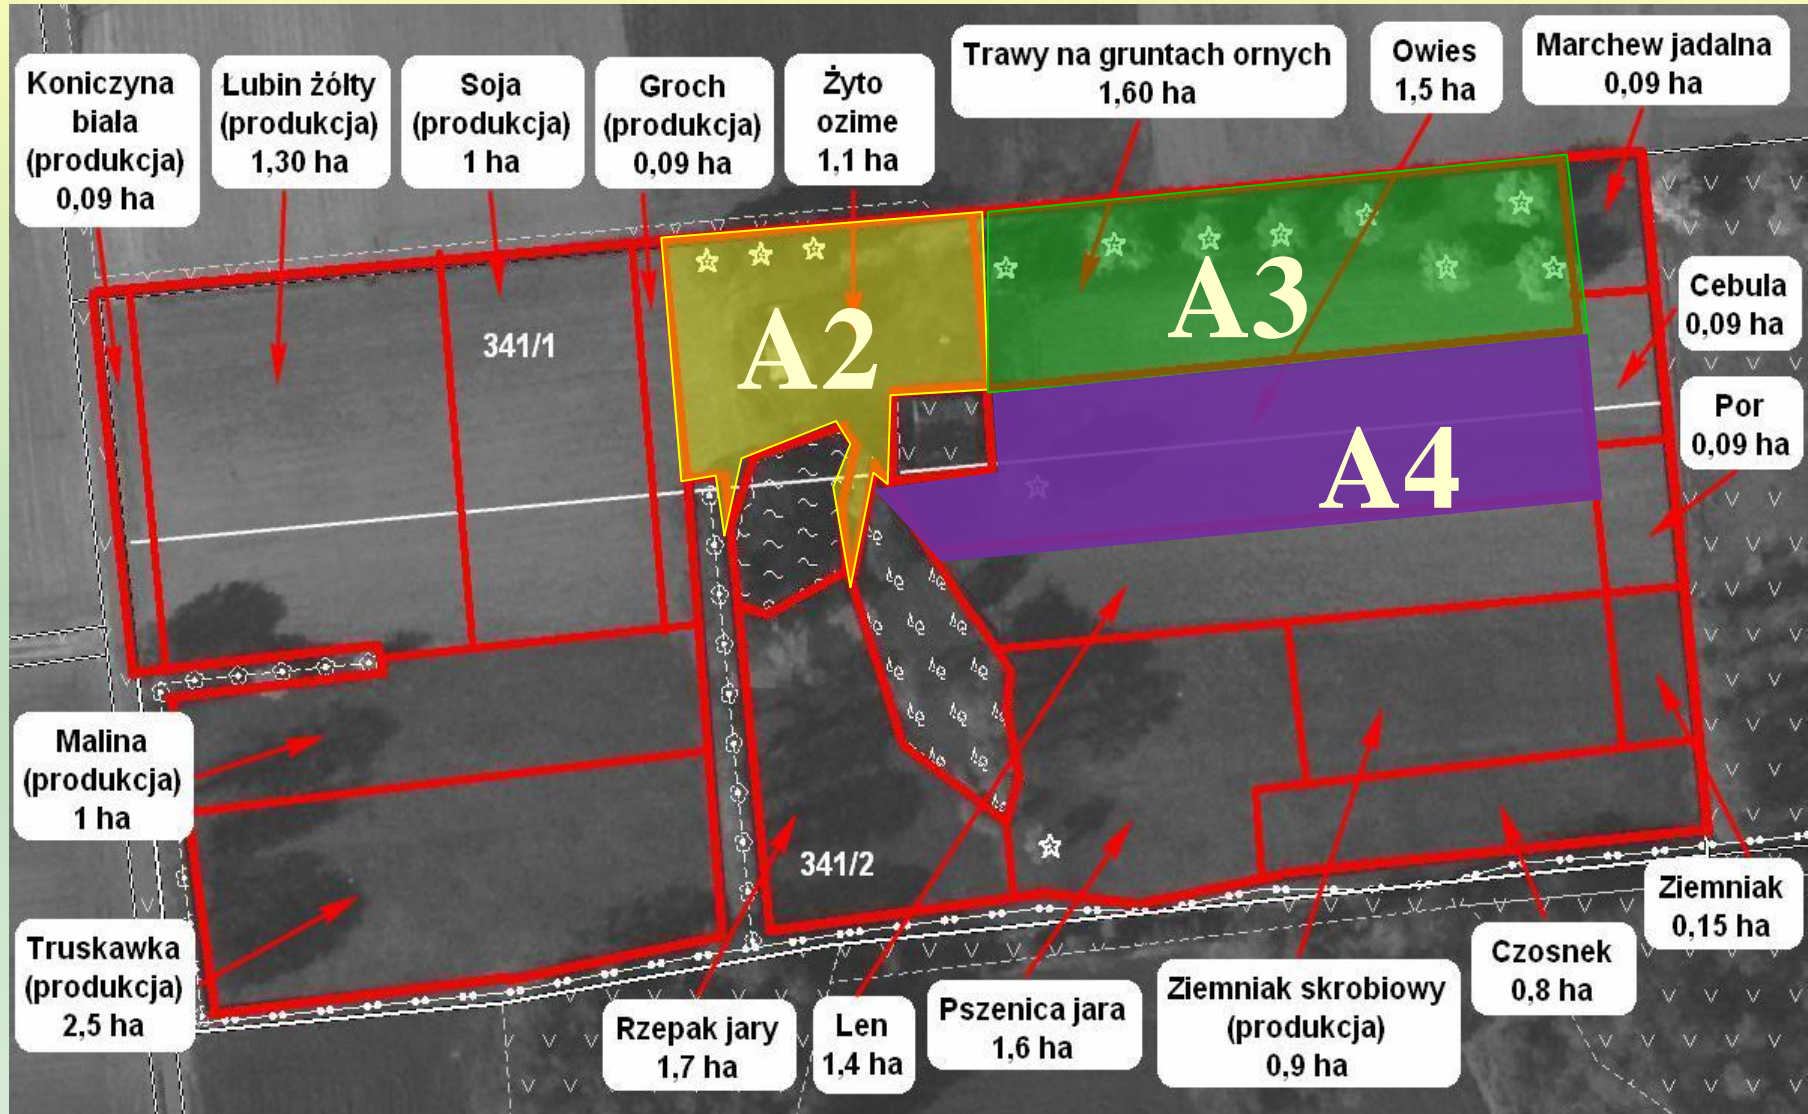 Koniczyna
biała
(produkcja)
0,09 ha
Łubin żółty
(produkcja)
1,30 ha
Soja
(produkcja)
1 ha
Groch
(produkcja)
0,09 ha
Żyto
ozime
1,1 ha
Trawy na gruntach ornych
1,60 ha
Owies
1,5 ha
Marchew jadalna
0,09 ha
Cebula
0,09 ha
Por
0,09 ha
341/1
A2
A3
A4
Malina
(produkcja)
1 ha
341/2
Truskawka
(produkcja)
2,5 ha
Rzepak jary
1,7 ha
Len
1,4 ha
Pszenica jara
1,6 ha
Ziemniak skrobiowy
(produkcja)
0,9 ha
Czosnek
0,8 ha
Ziemniak
0,15 ha